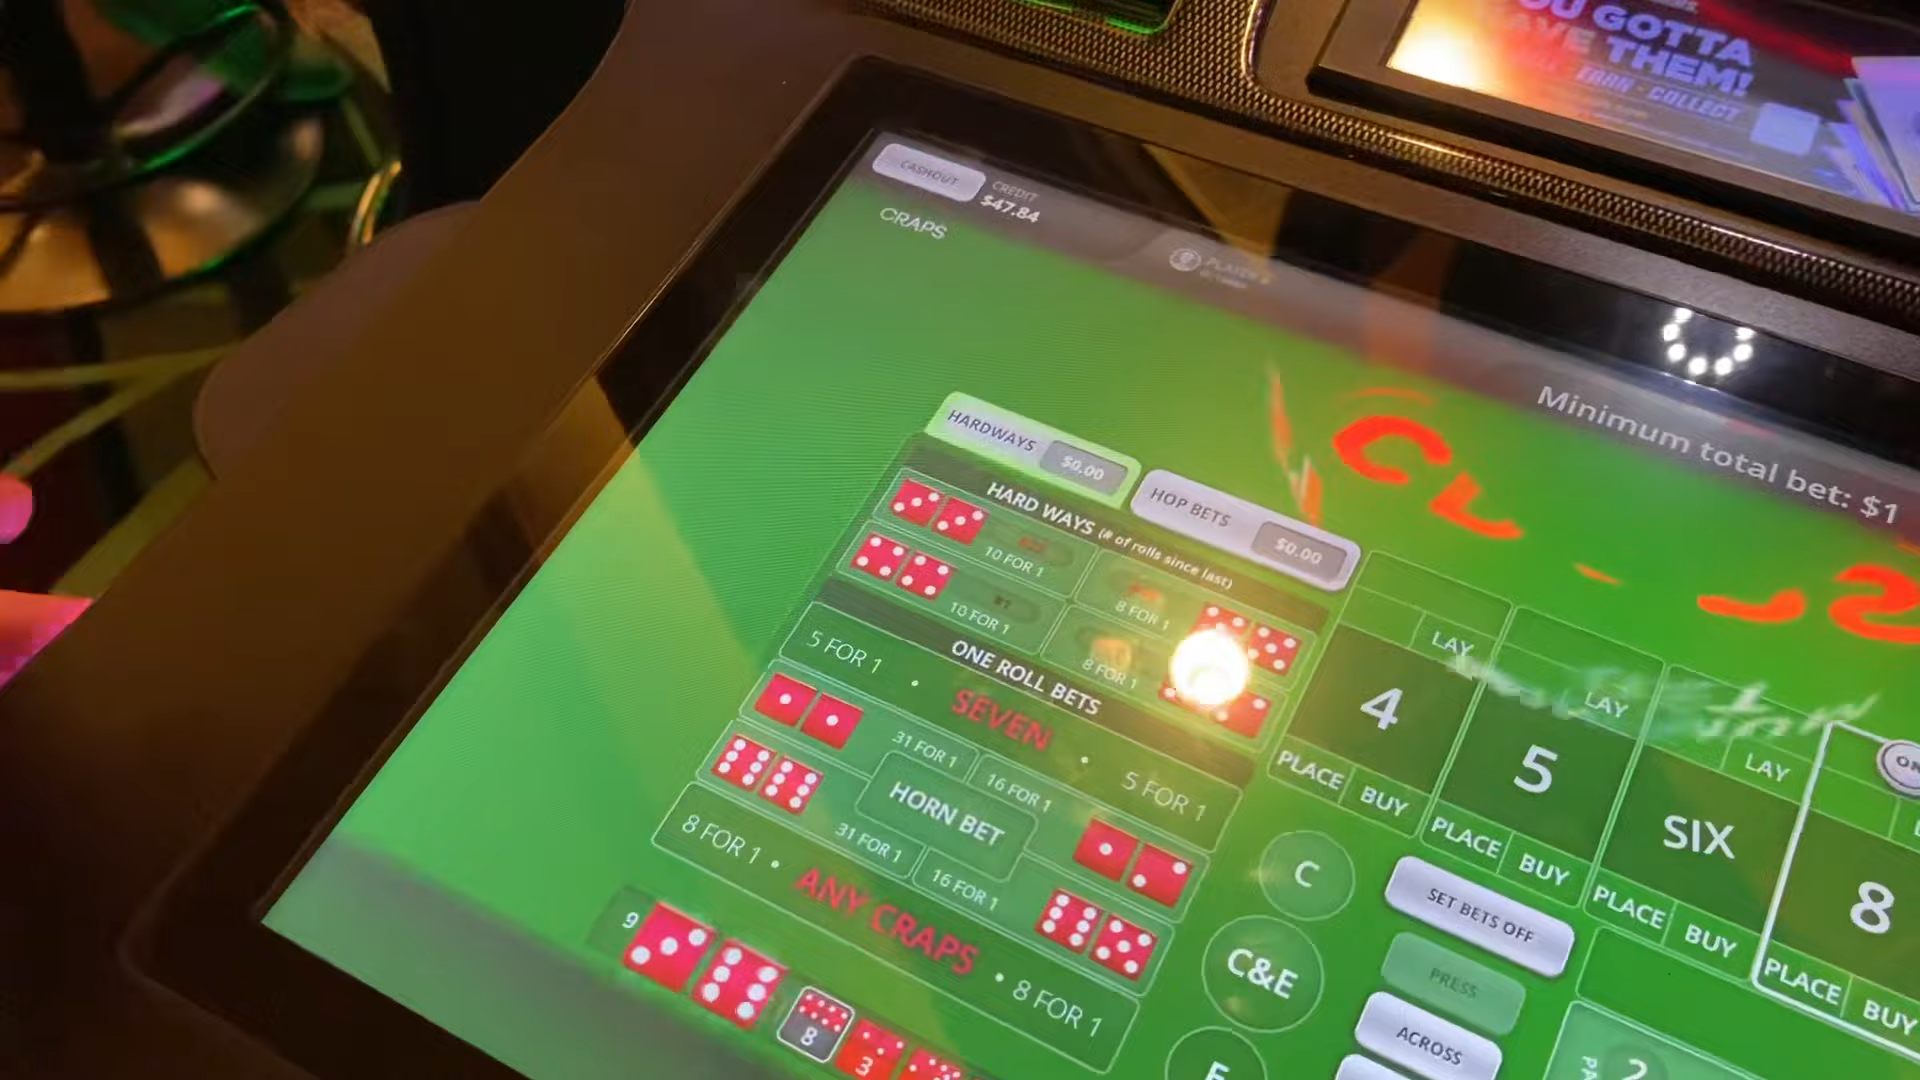 YOU GOTTA
HAVE THEM!
EARN • COLLECT
CASHOUT
CREDIT
$47.84
CRAPS
Minimum total bet: $1
HARDWAYS $0.00
HOP BETS $0.00
HARD WAYS (# of rolls since last)
10 FOR 1
8 FOR 1
10 FOR 1
8 FOR 1
ONE ROLL BETS
5 FOR 1 • SEVEN • 5 FOR 1
31 FOR 1
16 FOR 1
HORN BET
31 FOR 1
16 FOR 1
8 FOR 1 • ANY CRAPS • 8 FOR 1
9
8
3
LAY
4
PLACE BUY
LAY
5
PLACE BUY
LAY
SIX
PLACE BUY
ON
8
PLACE BUY
C
C&E
E
SET BETS OFF
PRESS
ACROSS
2